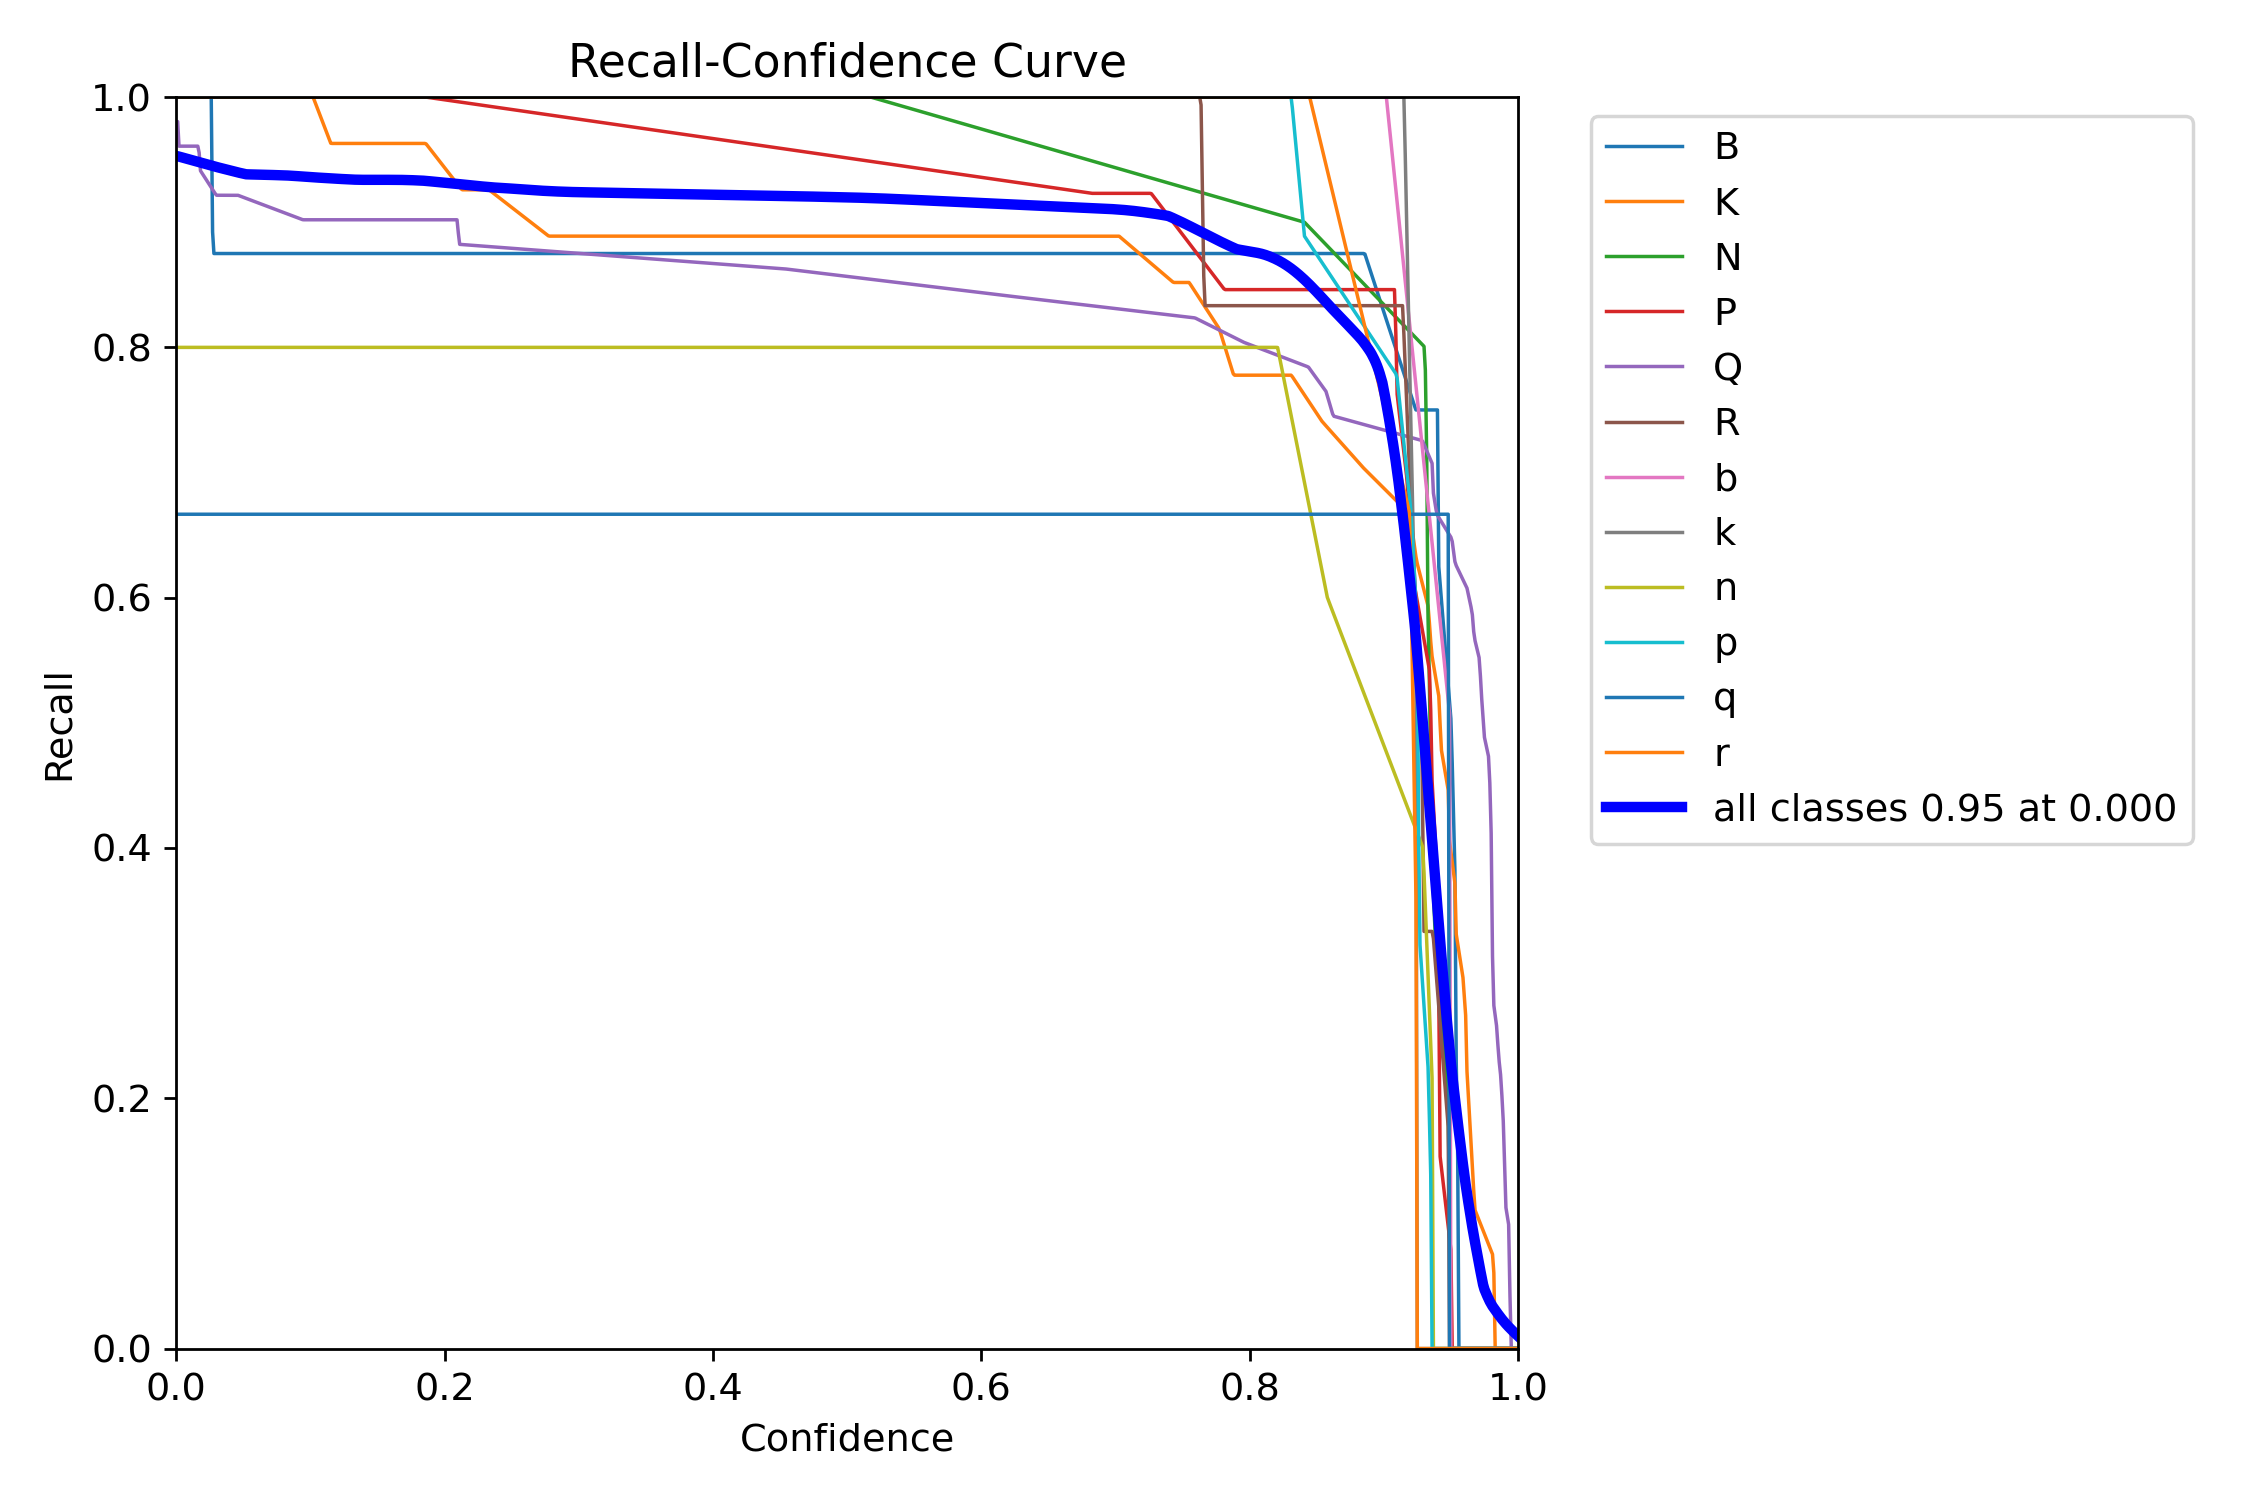 Recall-Confidence Curve
1.0
0.8
0.6
0.4
0.2
0.0
Recall
0.0 0.2 0.4 0.6 0.8 1.0
Confidence
B
K
N
P
Q
R
b
k
n
p
q
r
all classes 0.95 at 0.000